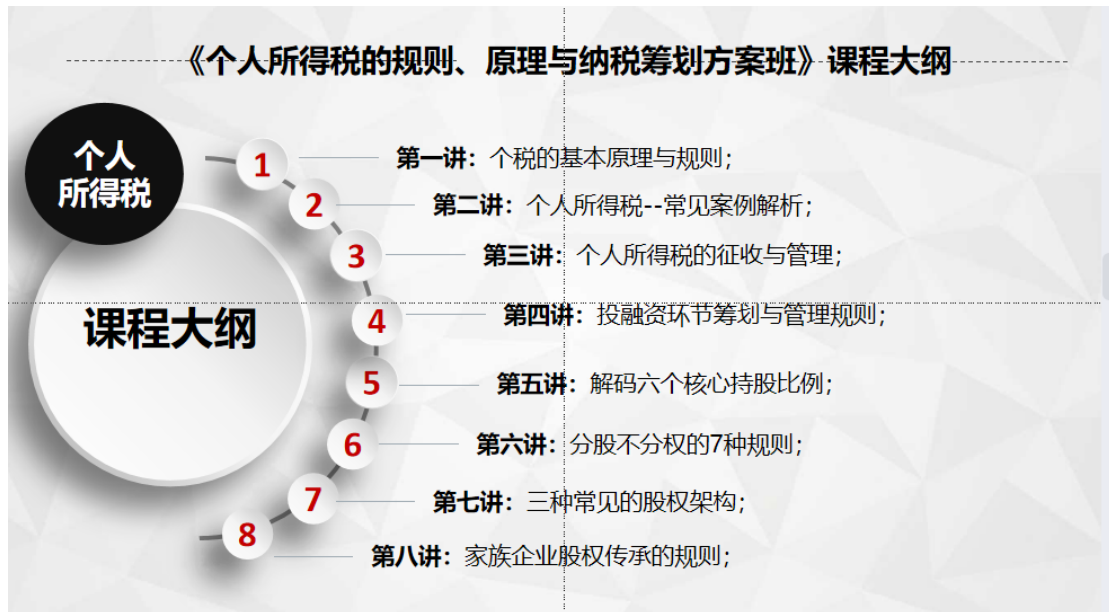 《个人所得税的规则、原理与纳税筹划方案班》课程大纲
个人
所得税
课程大纲
1
第一讲：个税的基本原理与规则；
2
第二讲：个人所得税--常见案例解析；
3
第三讲：个人所得税的征收与管理；
4
第四讲：投融资环节筹划与管理规则；
5
第五讲：解码六个核心持股比例；
6
第六讲：分股不分权的7种规则；
7
第七讲：三种常见的股权架构；
8
第八讲：家族企业股权传承的规则；